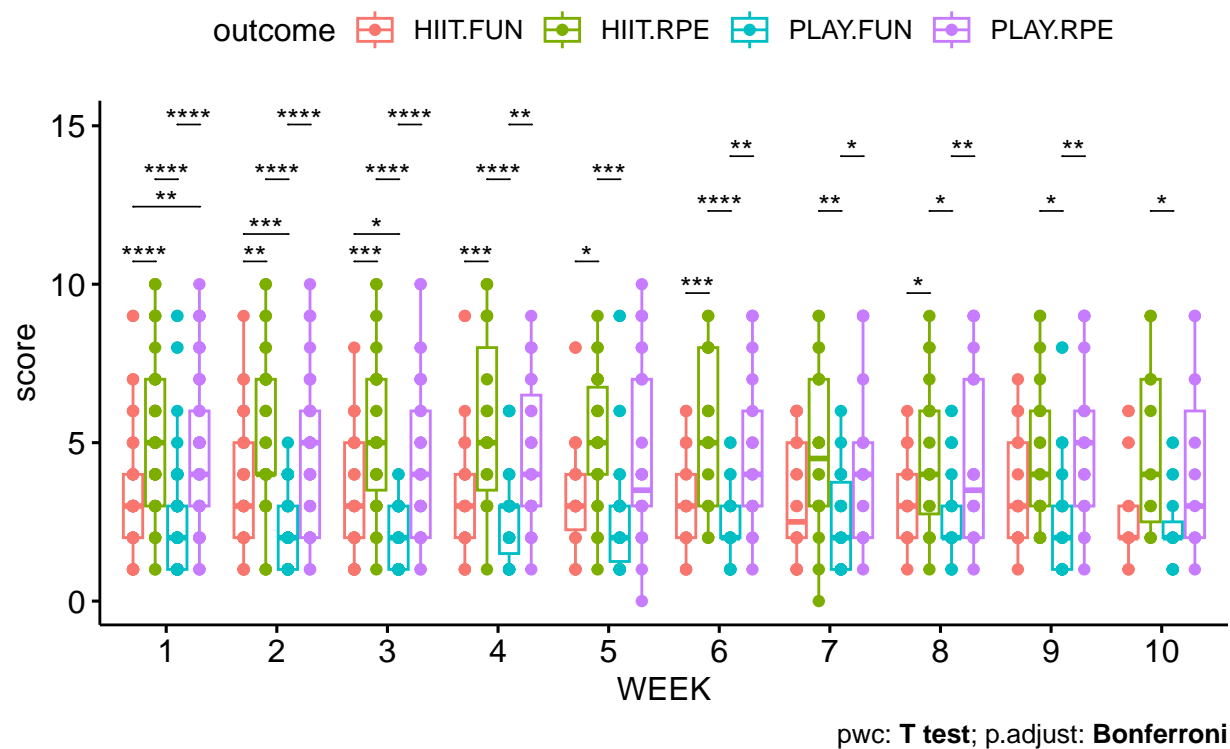 outcome HIIT.FUN HIIT.RPE PLAY.FUN PLAY.RPE
15
**** **** **** **
**** **** **** **** ***
** * ** ** **
*** * **** ** * * *
**** ** *** *** *
10
*** *
score
5
0
1 2 3 4 5 6 7 8 9 10
WEEK
pwc: T test; p.adjust: Bonferroni